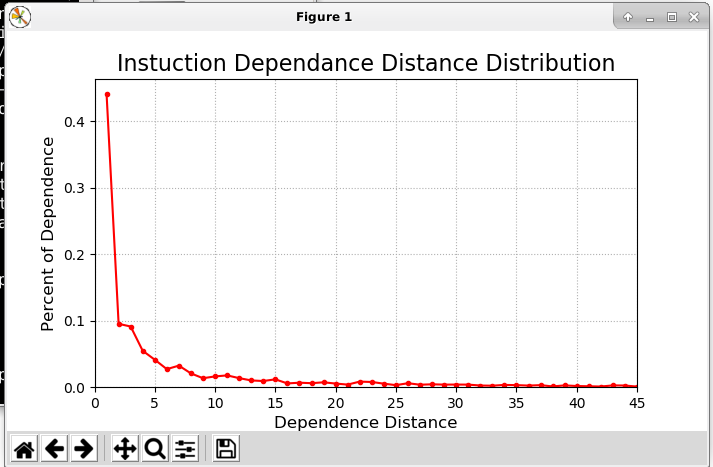 Figure 1
Instuction Dependance Distance Distribution
Percent of Dependence
0.4
0.3
0.2
0.1
0.0
0 5 10 15 20 25 30 35 40 45
Dependence Distance